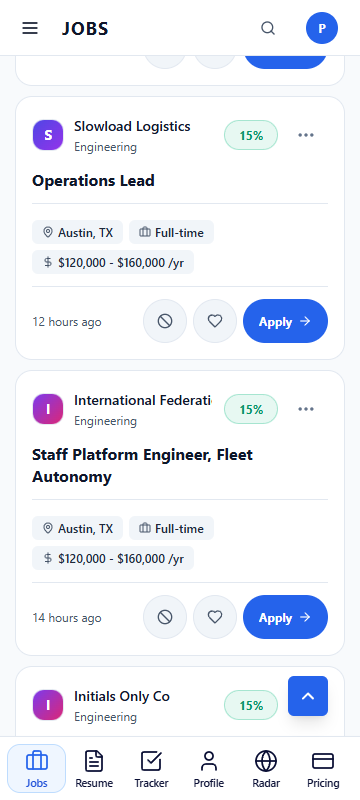 JOBS
P
S
Slowload Logistics
Engineering
15%
Operations Lead
Austin, TX
Full-time
$120,000 - $160,000 /yr
12 hours ago
Apply
I
International Federati
Engineering
15%
Staff Platform Engineer, Fleet
Autonomy
Austin, TX
Full-time
$120,000 - $160,000 /yr
14 hours ago
Apply
I
Initials Only Co
Engineering
15%
Jobs
Resume
Tracker
Profile
Radar
Pricing